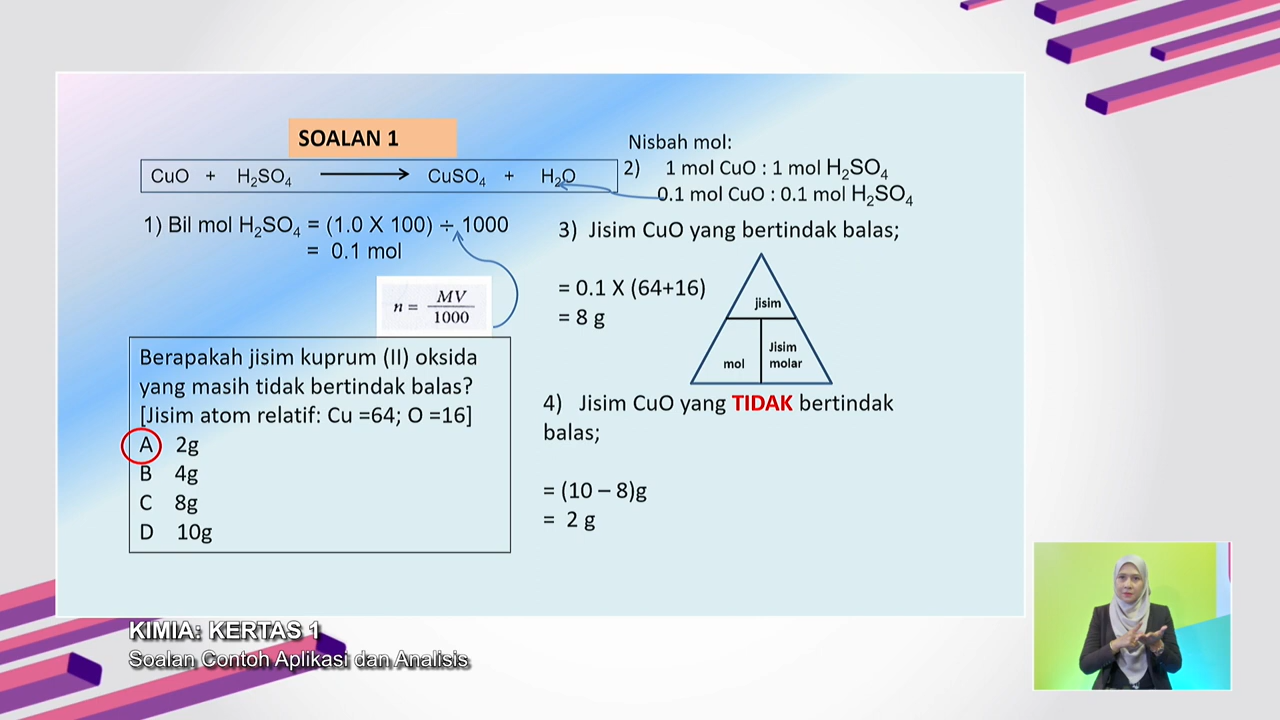 SOALAN 1
CuO + H₂SO₄ ⟶ CuSO₄ + H₂O
1) Bil mol H₂SO₄ = (1.0 X 100) ÷ 1000
= 0.1 mol
n = MV / 1000
Berapakah jisim kuprum (II) oksida
yang masih tidak bertindak balas?
[Jisim atom relatif: Cu =64; O =16]
A 2g
B 4g
C 8g
D 10g
Nisbah mol:
2) 1 mol CuO : 1 mol H₂SO₄
0.1 mol CuO : 0.1 mol H₂SO₄
3) Jisim CuO yang bertindak balas;
= 0.1 X (64+16)
= 8 g
jisim
mol
Jisim
molar
4) Jisim CuO yang TIDAK bertindak
balas;
= (10 – 8)g
= 2 g
KIMIA: KERTAS 1
Soalan Contoh Aplikasi dan Analisis